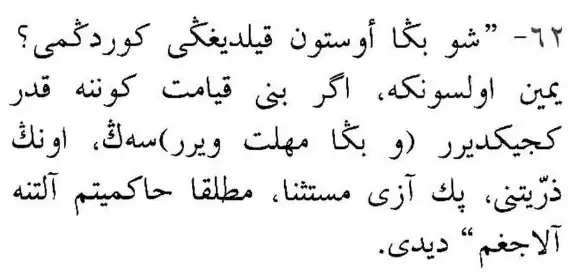 ٦٢- ”شو بڭا أوستون قیلدیغڭی کوردڭمی؟
یمین اولسونکه، اگر بنی قیامت کوننه قدر
کجیکدیرر (و بڭا مهلت ویرر)سه‌ڭ، اونڭ
ذرّیتنی، پك آزی مستثنا، مطلقا حاکمیتم آلتنه
آلاجغم“ دیدی.